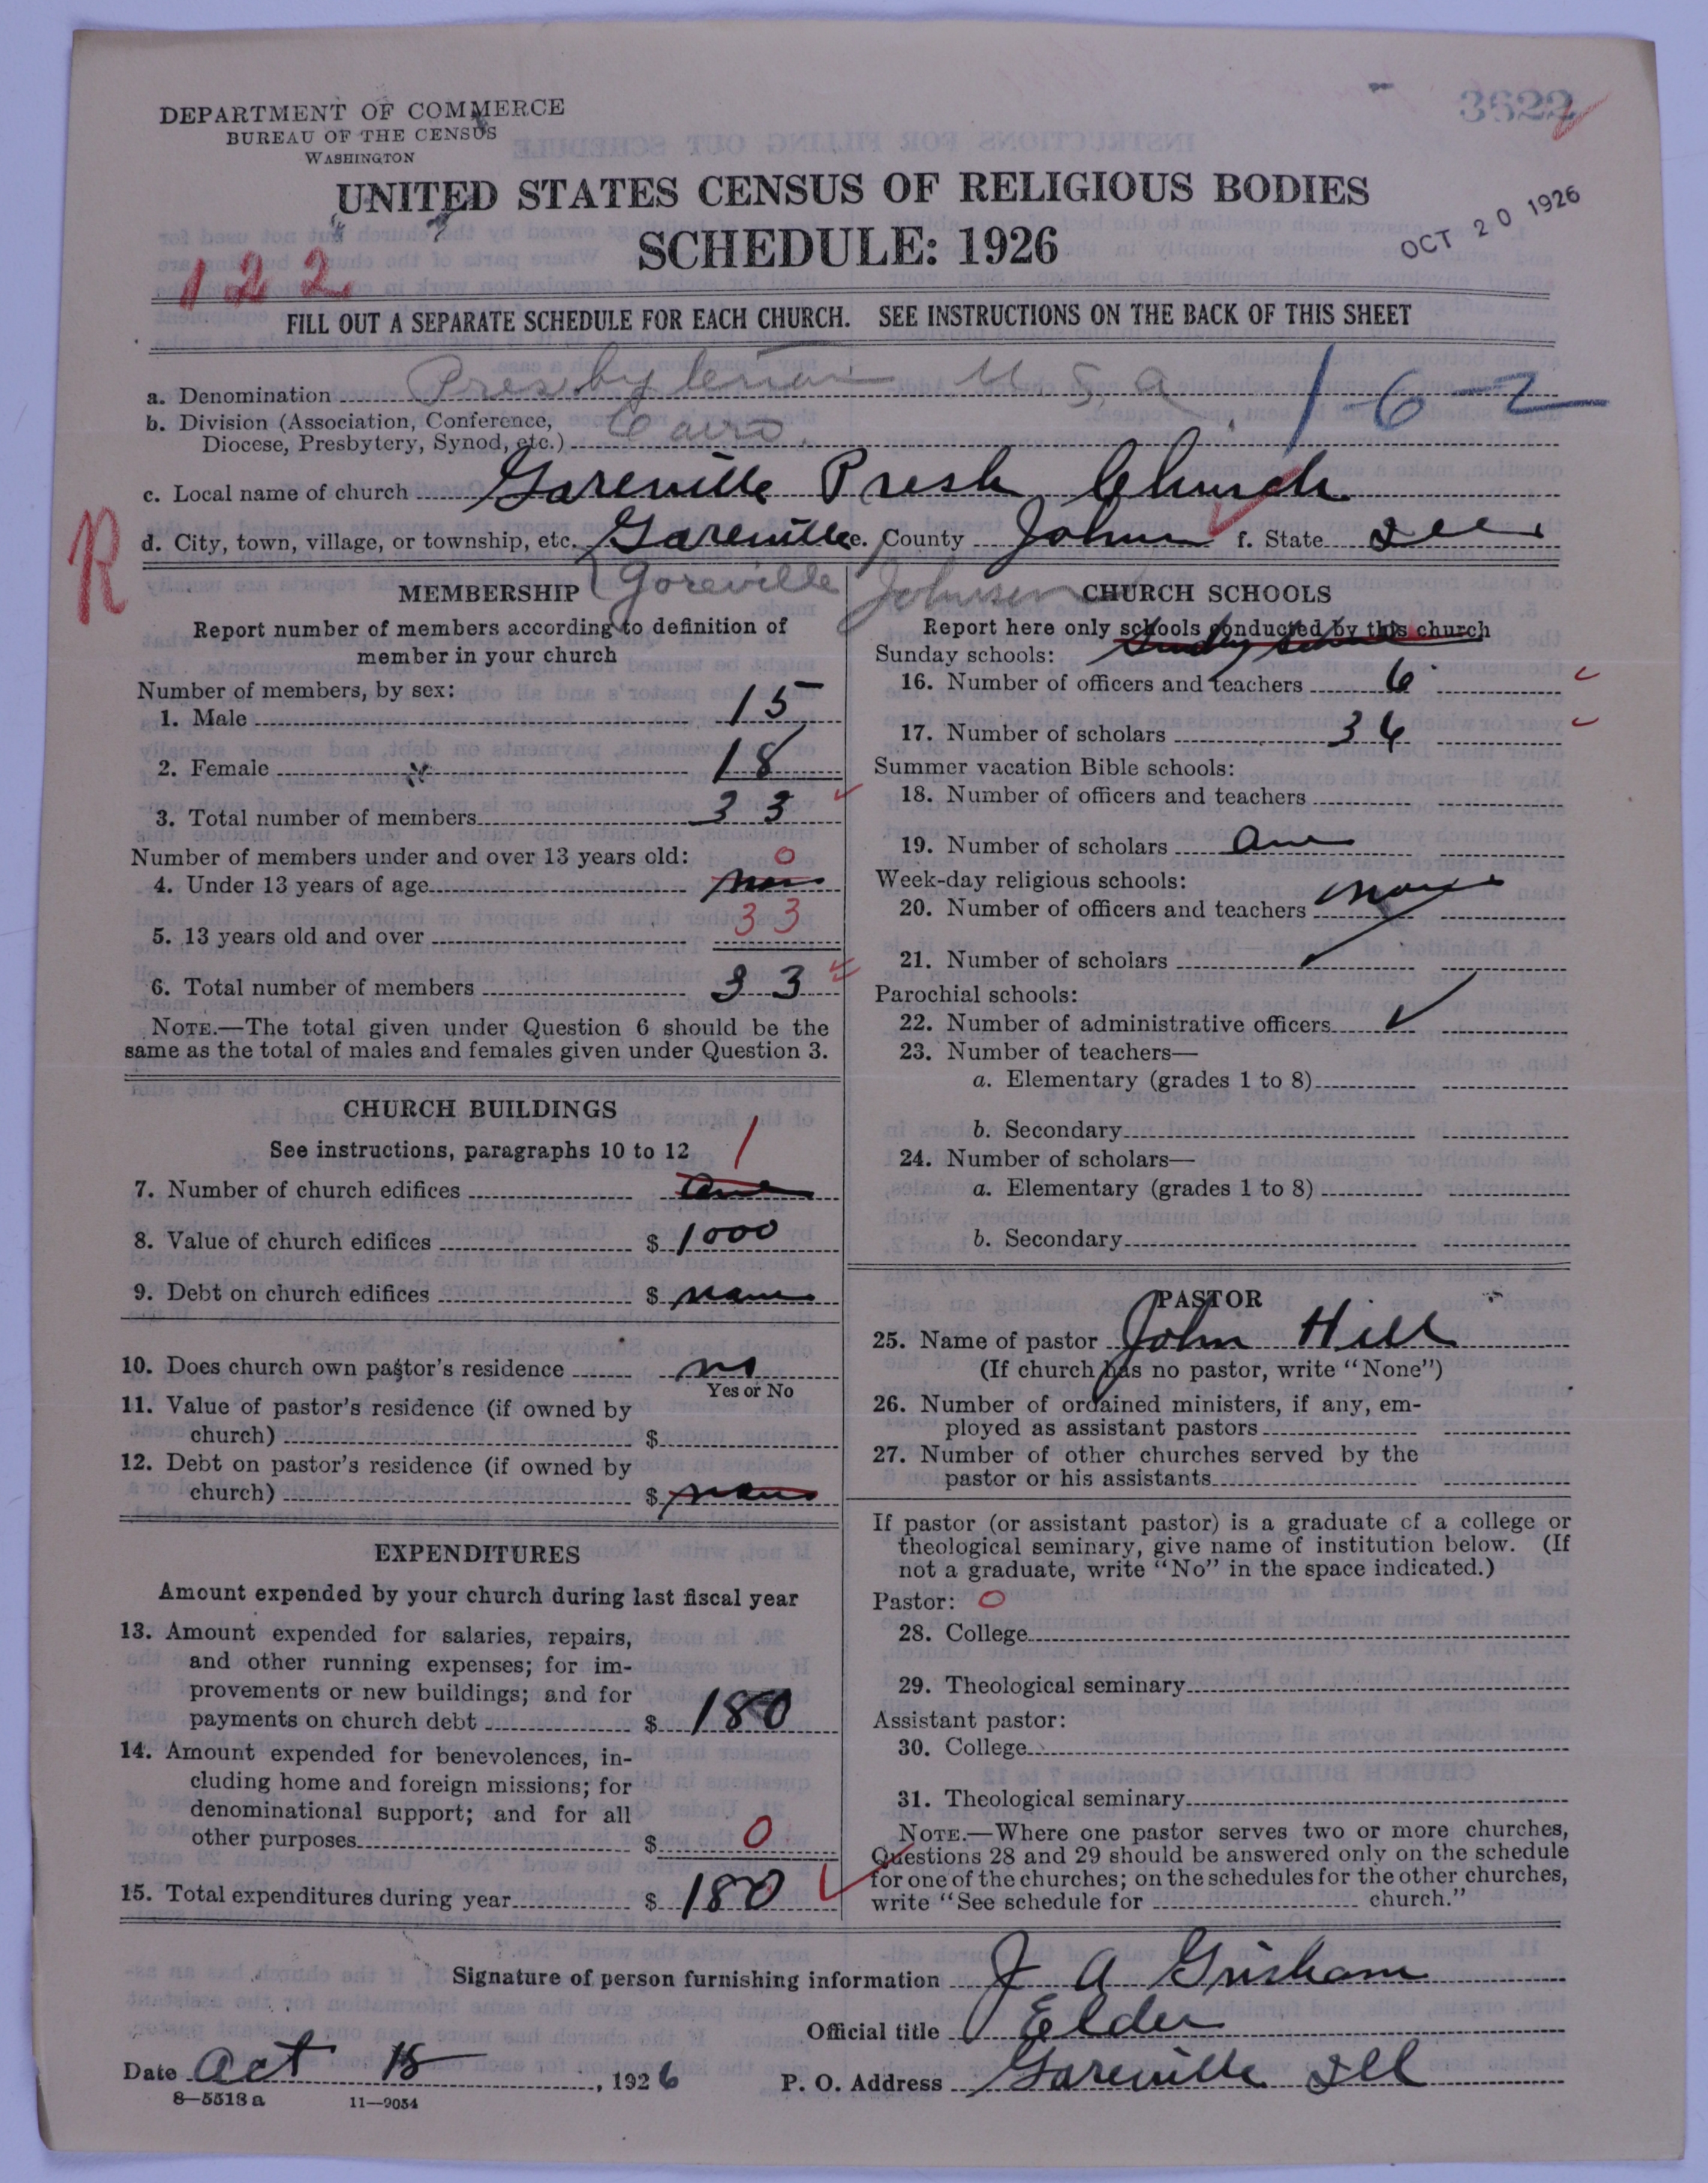 3622
DEPARTMENT OF COMMERCE
BUREAU OF THE CENSUS
WASHINGTON
UNITED STATES CENSUS OF RELIGIOUS BODIES
SCHEDULE: 1926
OCT 20 1926
122
FILL OUT A SEPARATE SCHEDULE FOR EACH CHURCH. SEE INSTRUCTIONS ON THE BACK OF THIS SHEET
a. Denomination Presbyterian U S A 1-6-2
b. Division (Association, Conference,
Diocese, Presbytery, Synod, etc.) Cairo
c. Local name of church Goreville Presb Church
R
d. City, town, village, or township, etc. Goreville e. County Johnson f. State Ill
Goreville Johnson
MEMBERSHIP
Report number of members according to definition of
member in your church
Number of members, by sex:
1. Male 15
2. Female 18
3. Total number of members 33
Number of members under and over 13 years old: 0
4. Under 13 years of age none
5. 13 years old and over 33
6. Total number of members 33
NOTE.—The total given under Question 6 should be the
same as the total of males and females given under Question 3.
CHURCH BUILDINGS
See instructions, paragraphs 10 to 12 1
7. Number of church edifices one
8. Value of church edifices $ 1000
9. Debt on church edifices $ none
10. Does church own pastor's residence no
Yes or No
11. Value of pastor's residence (if owned by
church) $
12. Debt on pastor's residence (if owned by
church) $ none
EXPENDITURES
Amount expended by your church during last fiscal year
13. Amount expended for salaries, repairs,
and other running expenses; for im-
provements or new buildings; and for
payments on church debt $ 180
14. Amount expended for benevolences, in-
cluding home and foreign missions; for
denominational support; and for all
other purposes $ 0
15. Total expenditures during year $ 180
CHURCH SCHOOLS
Report here only schools conducted by this church
Sunday schools: Sunday School
16. Number of officers and teachers 6
17. Number of scholars 36
Summer vacation Bible schools:
18. Number of officers and teachers
19. Number of scholars
Week-day religious schools:
20. Number of officers and teachers none
21. Number of scholars
Parochial schools:
22. Number of administrative officers
23. Number of teachers—
a. Elementary (grades 1 to 8)
b. Secondary
24. Number of scholars—
a. Elementary (grades 1 to 8)
b. Secondary
PASTOR
25. Name of pastor John Hill
(If church has no pastor, write "None")
26. Number of ordained ministers, if any, em-
ployed as assistant pastors
27. Number of other churches served by the
pastor or his assistants
If pastor (or assistant pastor) is a graduate of a college or
theological seminary, give name of institution below. (If
not a graduate, write "No" in the space indicated.)
Pastor: 0
28. College
29. Theological seminary
Assistant pastor:
30. College
31. Theological seminary
NOTE.—Where one pastor serves two or more churches,
Questions 28 and 29 should be answered only on the schedule
for one of the churches; on the schedules for the other churches,
write "See schedule for church."
Signature of person furnishing information J A Grisham
Official title Elder
Date Oct 15, 1926 P. O. Address Goreville Ill
8—5513a 11—9054